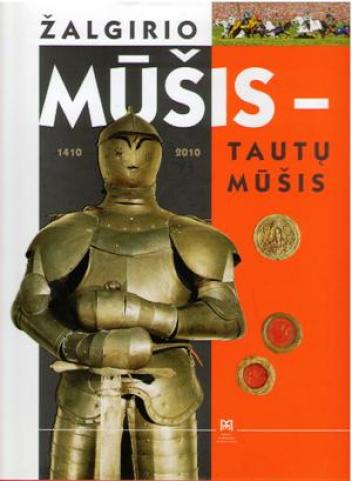 ŽALGIRIO
MŪŠIS –
1410 2010
TAUTŲ
MŪŠIS